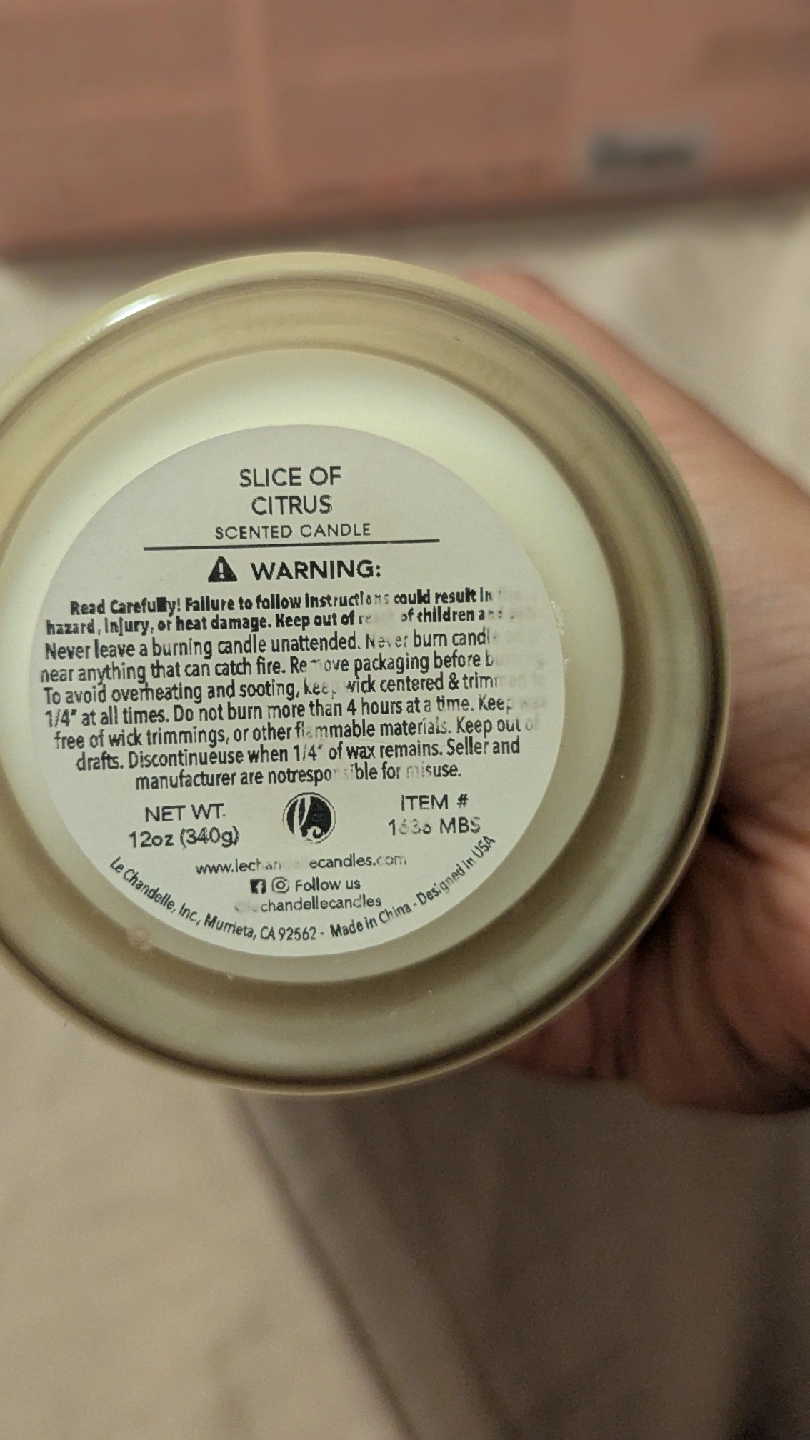 SLICE OF
CITRUS
SCENTED CANDLE
WARNING:
Read Carefully! Failure to follow instructions could result in
hazard, injury, or heat damage. Keep out of of children
Never leave a burning candle unattended. Never burn
near anything that can catch fire. Remove packaging before
To avoid overheating and sooting, keep wick centered &
1/4" at all times. Do not burn more than 4 hours at a time. Keep
free of wick trimmings, or other flammable materials. Keep out
drafts. Discontinueuse when 1/4" of wax remains. Seller and
manufacturer are notresponsible for misuse.
NET WT.
12oz (340g)
ITEM #
MBS
Follow us
Le Chandelle, Inc., Murrieta, CA 92562 - Made in China - Designed in USA